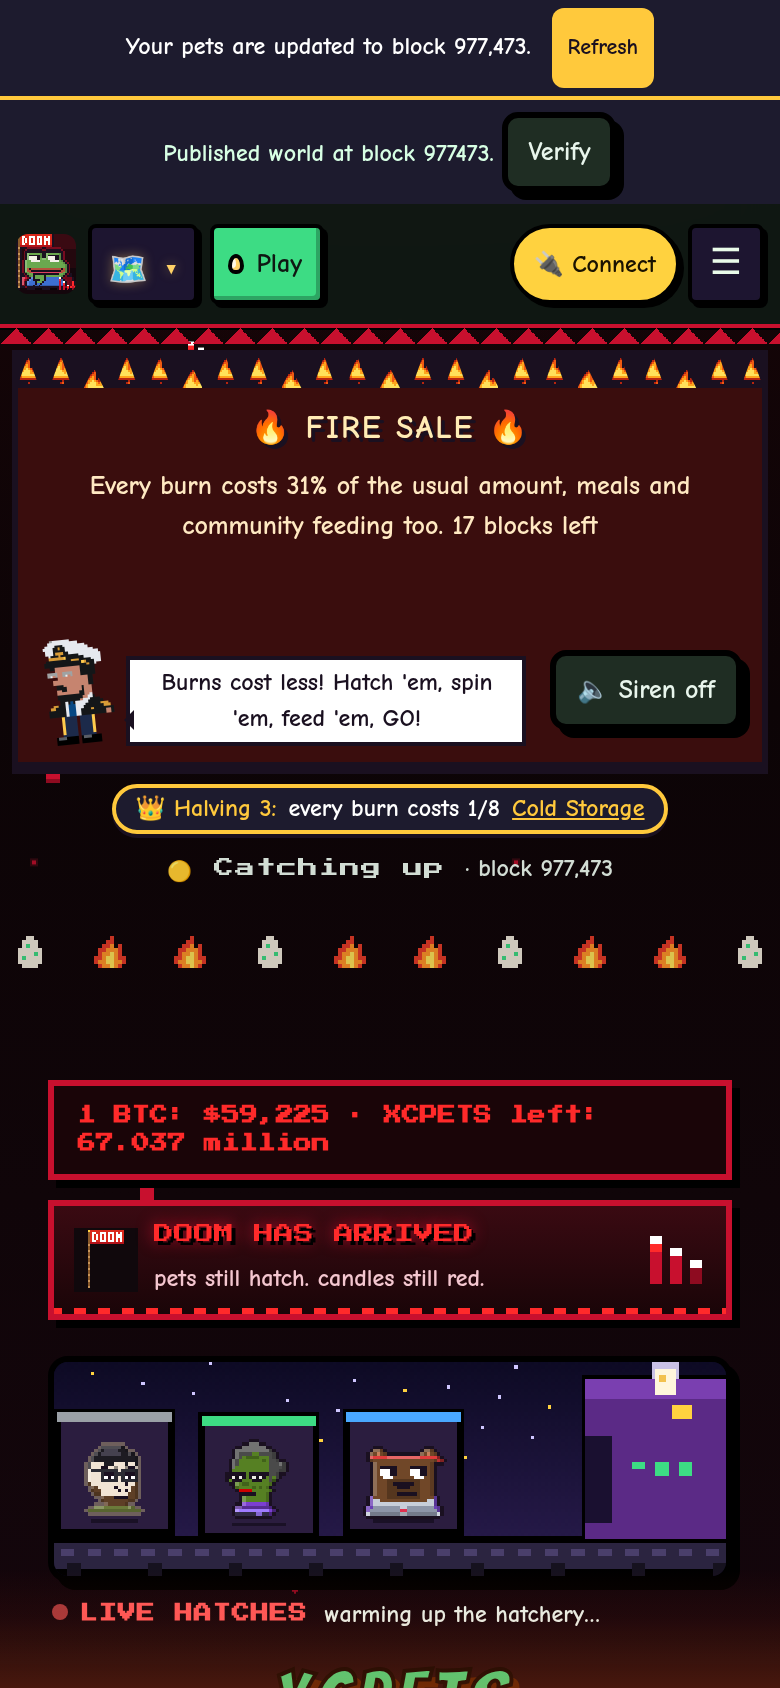 Your pets are updated to block 977,473. Refresh
Published world at block 977473. Verify
DOOM
Play
Connect
FIRE SALE
Every burn costs 31% of the usual amount, meals and
community feeding too. 17 blocks left
Burns cost less! Hatch 'em, spin
'em, feed 'em, GO!
Siren off
Halving 3: every burn costs 1/8 Cold Storage
Catching up · block 977,473
1 BTC: $59,225 · XCPETS left:
67.037 million
DOOM
DOOM HAS ARRIVED
pets still hatch. candles still red.
LIVE HATCHES warming up the hatchery...